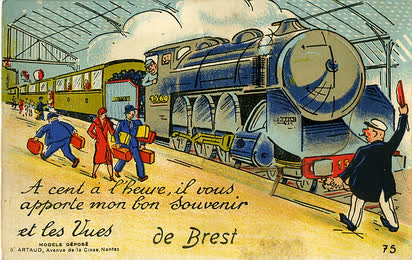 A cent à l'heure, il vous
apporte mon bon Souvenir
et les Vues
de Brest
MODÈLE DÉPOSÉ
ARTAUD, Avenue de la Close, Nantes
75